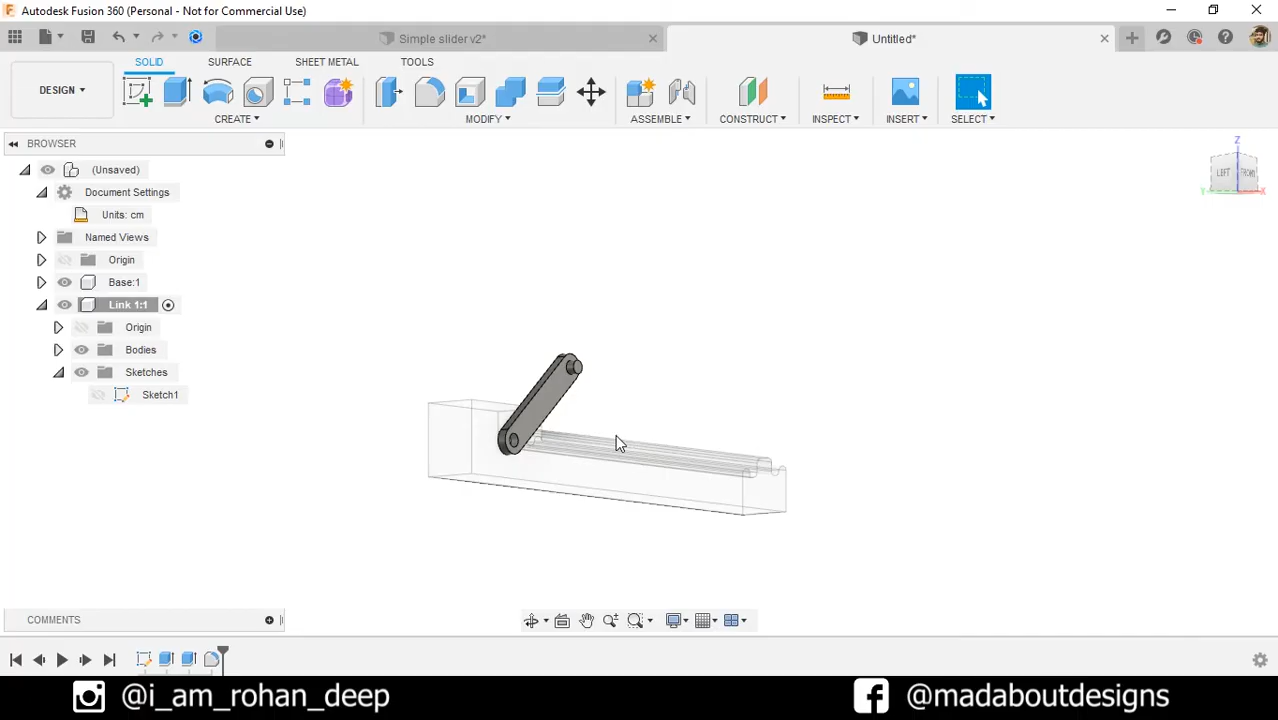 Autodesk Fusion 360 (Personal - Not for Commercial Use)
Simple slider v2*
Untitled*
SOLID SURFACE SHEET METAL TOOLS
DESIGN
CREATE MODIFY ASSEMBLE CONSTRUCT INSPECT INSERT SELECT
BROWSER
(Unsaved)
Document Settings
Units: cm
Named Views
Origin
Base:1
Link 1:1
Origin
Bodies
Sketches
Sketch1
Z
LEFT FRONT
Y X
COMMENTS
@i_am_rohan_deep @madaboutdesigns